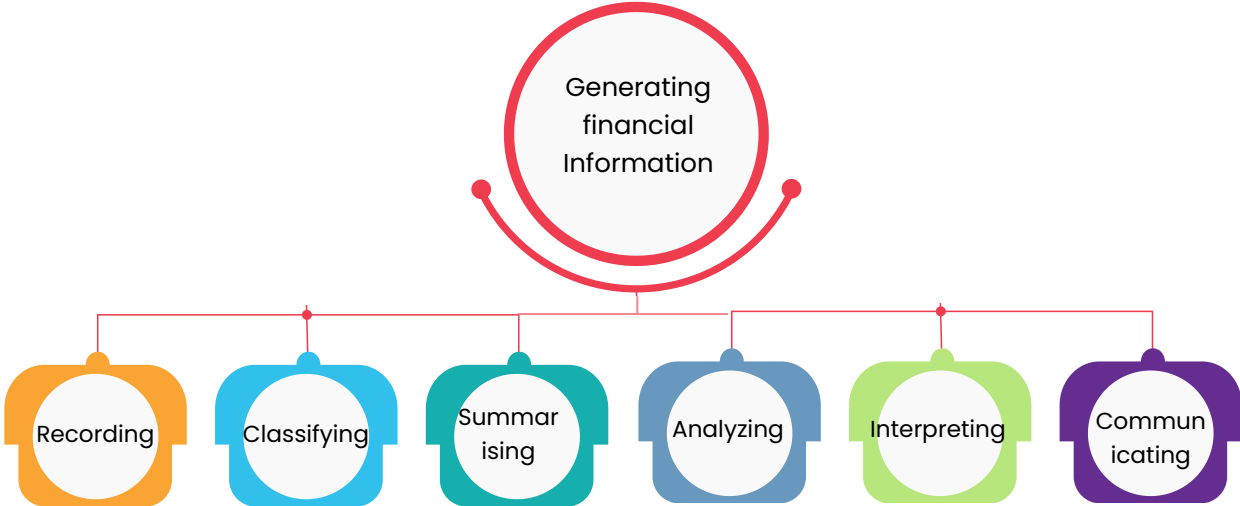 Generating
financial
Information
Recording
Classifying
Summar
ising
Analyzing
Interpreting
Commun
icating